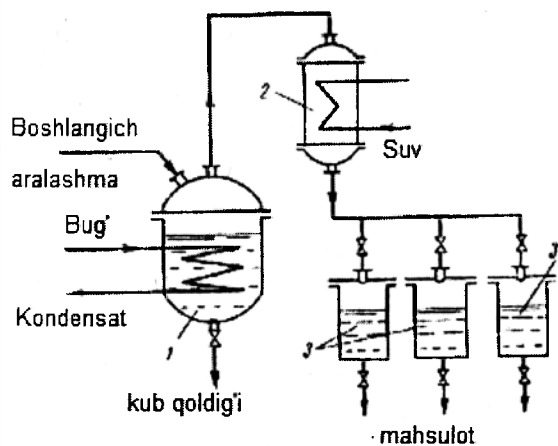 2
Boshlangich
aralashma
Suv
Bug'
Kondensat
1
3
3
kub qoldig'i
mahsulot